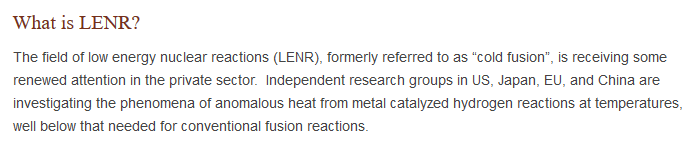 What is LENR?
The field of low energy nuclear reactions (LENR), formerly referred to as “cold fusion”, is receiving some
renewed attention in the private sector.  Independent research groups in US, Japan, EU, and China are
investigating the phenomena of anomalous heat from metal catalyzed hydrogen reactions at temperatures,
well below that needed for conventional fusion reactions.